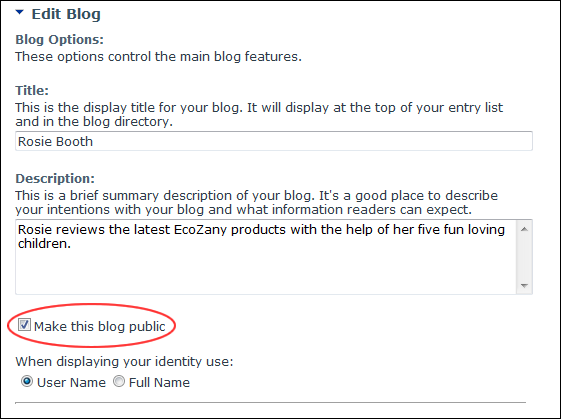 Edit Blog
Blog Options:
These options control the main blog features.
Title:
This is the display title for your blog. It will display at the top of your entry list
and in the blog directory.
Rosie Booth
Description:
This is a brief summary description of your blog. It's a good place to describe
your intentions with your blog and what information readers can expect.
Rosie reviews the latest EcoZany products with the help of her five fun loving
children.
Make this blog public
When displaying your identity use:
User Name Full Name